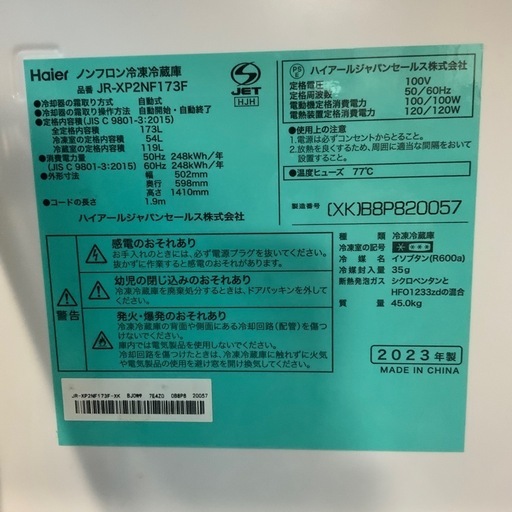 Haier ノンフロン冷凍冷蔵庫
品番 JR-XP2NF173F
JET
HJH
●冷却器の霜取り方式 自動式
●冷却器の霜取り操作方式 自動開始・自動終了
●定格内容積(JIS C 9801-3:2015)
全定格内容積 173L
冷凍室内容積 54L
冷蔵室内容積 119L
●消費電力量 50Hz 248kWh/年
(JIS C 9801-3:2015) 60Hz 248kWh/年
●外形寸法 幅 502mm
奥行 598mm
高さ 1410mm
●コードの長さ 1.9m
ハイアールジャパンセールス株式会社
PSE
ハイアールジャパンセールス株式会社
定格電圧 100V
定格周波数 50/60Hz
電動機定格消費電力 100/100W
電熱装置定格消費電力 120/120W
●使用上の注意
1.電源は必ずコンセントからとること。
2.放熱を良くするため、周囲に適当な間隔をおいて
設置すること。
●温度ヒューズ 77℃
製造番号 (XK)B8P820057
警告
感電のおそれあり
お手入れのときには、必ず電源プラグを抜いてください。
抜かずに作業すると感電のおそれがあります。
幼児の閉じ込みのおそれあり
冷凍冷蔵庫を廃棄処分するときは、ドアパッキンを外して
ください。
発火・爆発のおそれあり
冷凍冷蔵庫の背面や側面にある冷却回路(配管)を傷つ
けないでください。
庫内では電気製品を使用しないでください。
冷却回路を傷つけたときは、冷凍冷蔵庫に触れずに火気
や電気製品の使用を避け窓を開け換気してください。
種類 冷凍冷蔵庫
冷凍室の記号
冷媒 イソブタン(R600a)
冷媒封入量 35g
断熱発泡ガス シクロペンタンと
HFO1233zdの混合
質量 45.0kg
2023年製
MADE IN CHINA
JR-XP2NF173F-XK BJ0W9 7EAZG 0B8P8 20057